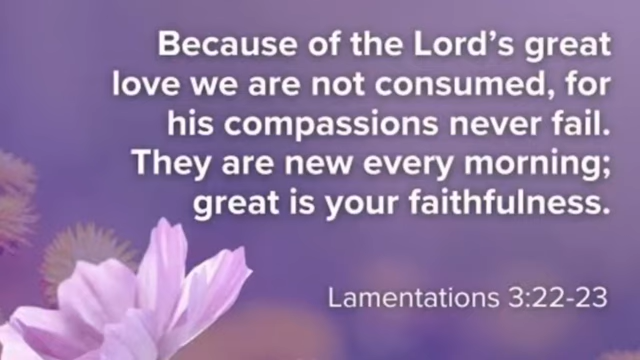 Because of the Lord's great
love we are not consumed, for
his compassions never fail.
They are new every morning;
great is your faithfulness.
Lamentations 3:22-23